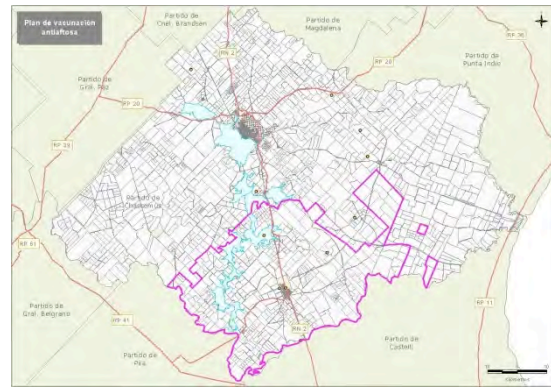 Plan de vacunación
antiaftosa
Partido de
Cnel. Brandsen
RN 2
Partido de
Magdalena
RP 36
Partido de
Punta Indio
RP 20
Partido de
Gral. Paz
RP 20
RP 29
Partido de
Chascomús
RP 41
Partido de
Gral. Belgrano
RP 41
Partido de
Pila
RN 2
Partido de
Castelli
RP 11